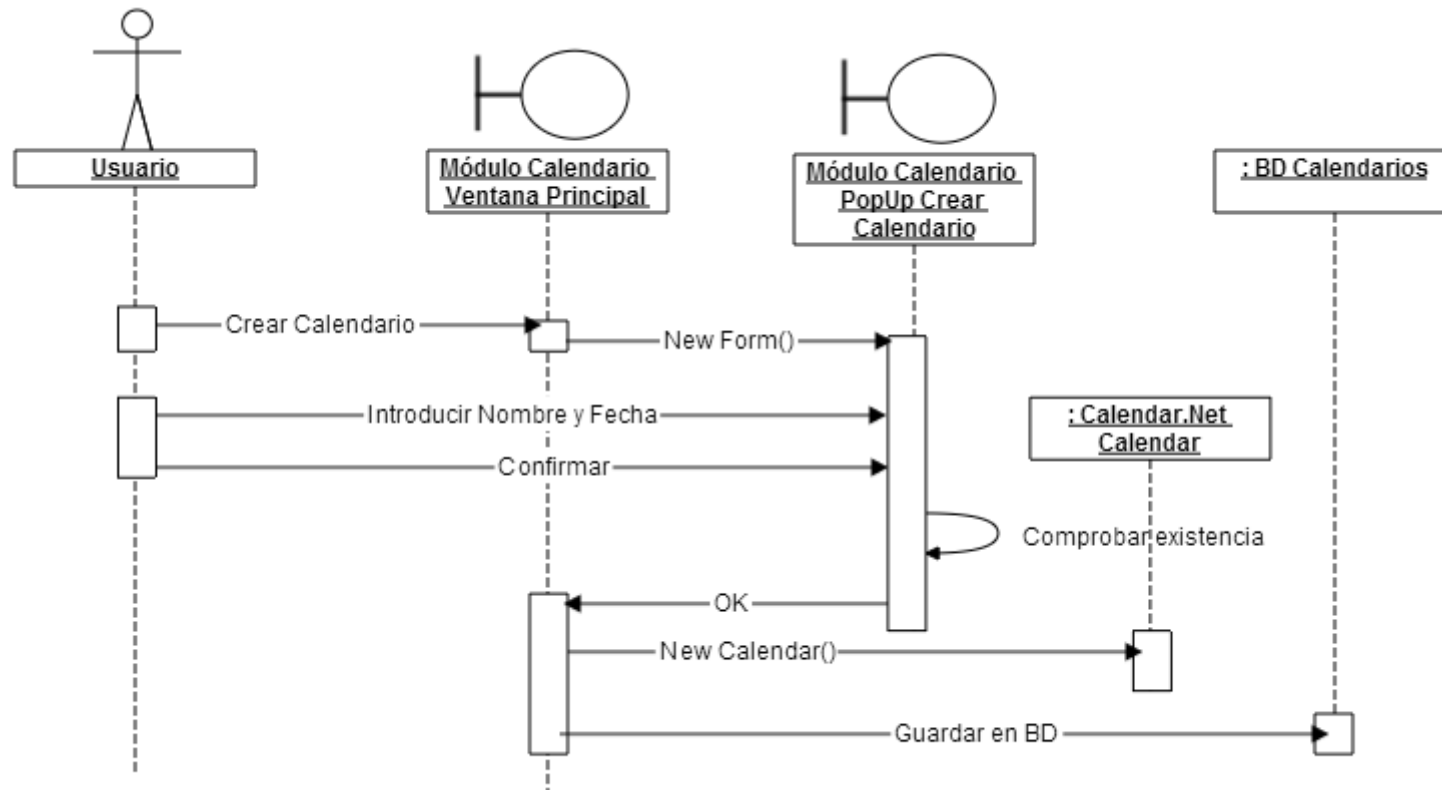 Usuario
Módulo Calendario
Ventana Principal
Módulo Calendario
PopUp Crear
Calendario
: BD Calendarios
Crear Calendario
New Form()
Introducir Nombre y Fecha
: Calendar.Net
Calendar
Confirmar
Comprobar existencia
OK
New Calendar()
Guardar en BD